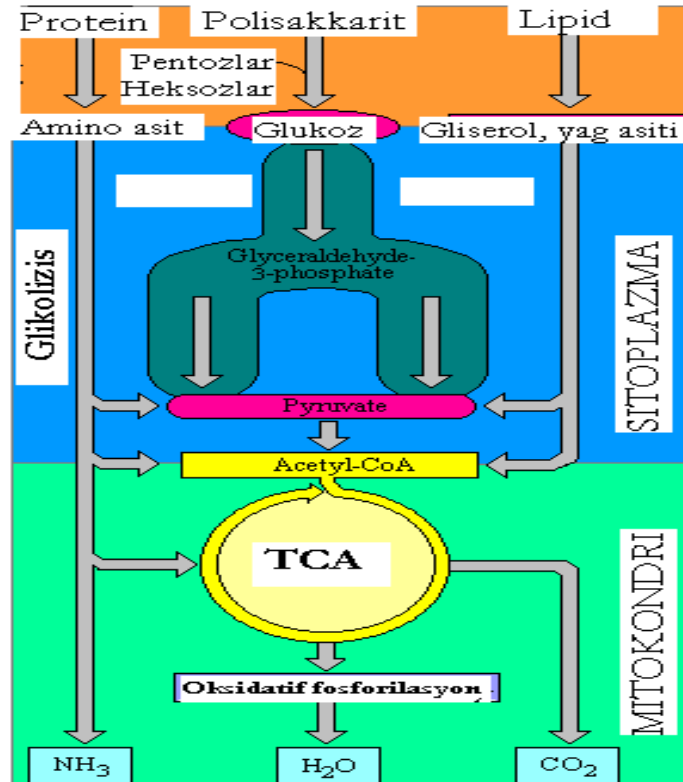 Protein Polisakkarit Lipid
Pentozlar
Heksozlar
Amino asit Glukoz Gliserol, yag asiti
Glyceraldehyde-
3-phosphate
Glikolizis
SITOPLAZMA
Pyruvate
Acetyl-CoA
TCA
MITOKONDRI
Oksidatif fosforilasyon
NH3 H2O CO2